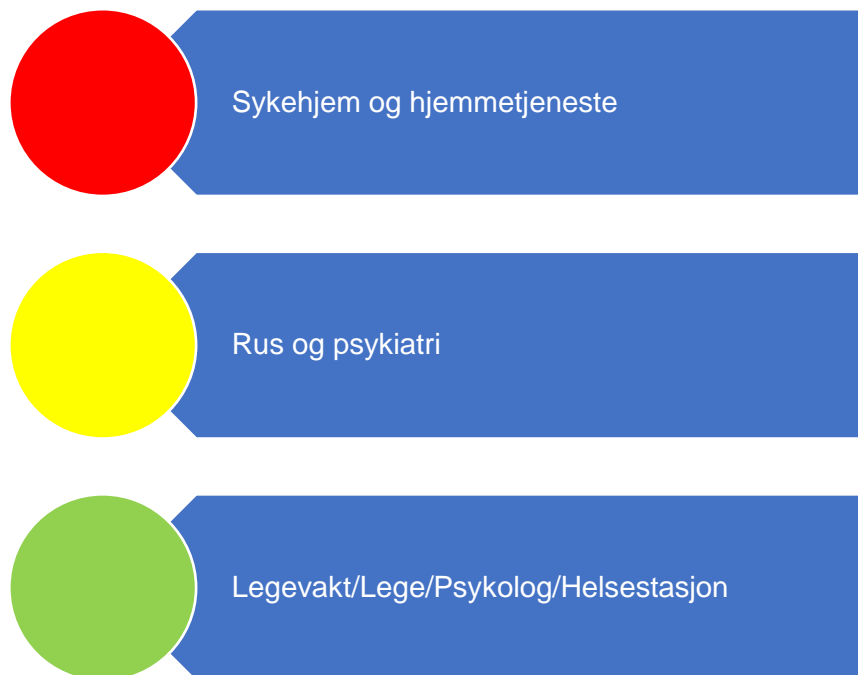 Sykehjem og hjemmetjeneste
Rus og psykiatri
Legevakt/Lege/Psykolog/Helsestasjon